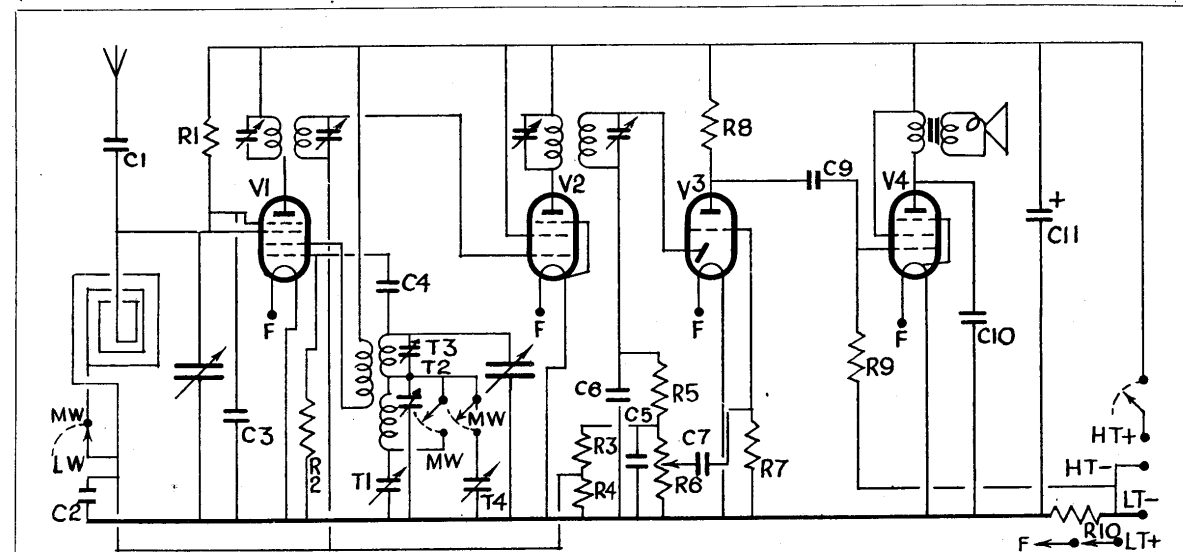 C1
R1
V1
V2
V3
R8
C9
V4
+
C11
F
C4
T3
T2
F
F
F
C10
R9
C6
R5
MW
LW
C3
R2
MW
MW
T1
T4
R3
R4
C5
C7
R6
R7
HT+
HT-
C2
LT-
R10
F
LT+